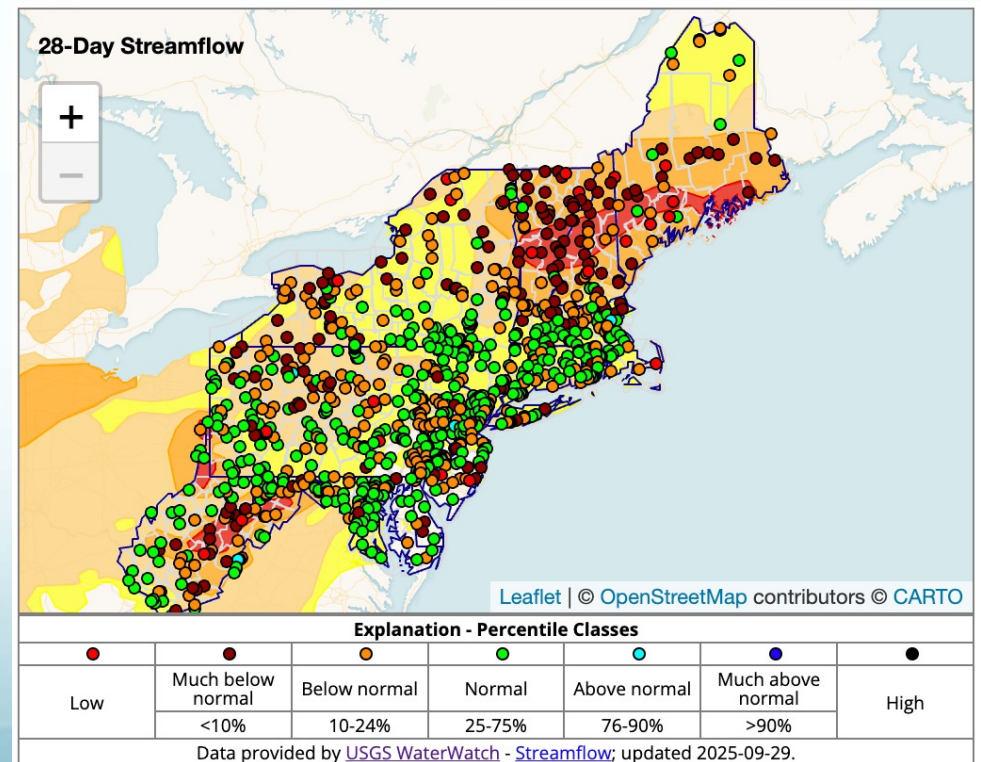 28-Day Streamflow
+
−
Leaflet | © OpenStreetMap contributors © CARTO
Explanation - Percentile Classes
Low
Much below normal
Below normal
Normal
Above normal
Much above normal
High
<10%
10-24%
25-75%
76-90%
>90%
Data provided by USGS WaterWatch - Streamflow; updated 2025-09-29.